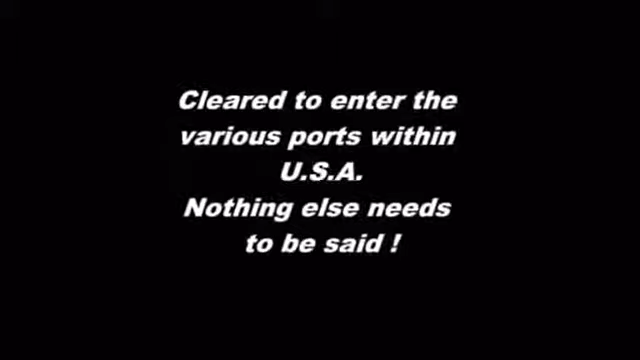 Cleared to enter the
various ports within
U.S.A.
Nothing else needs
to be said !